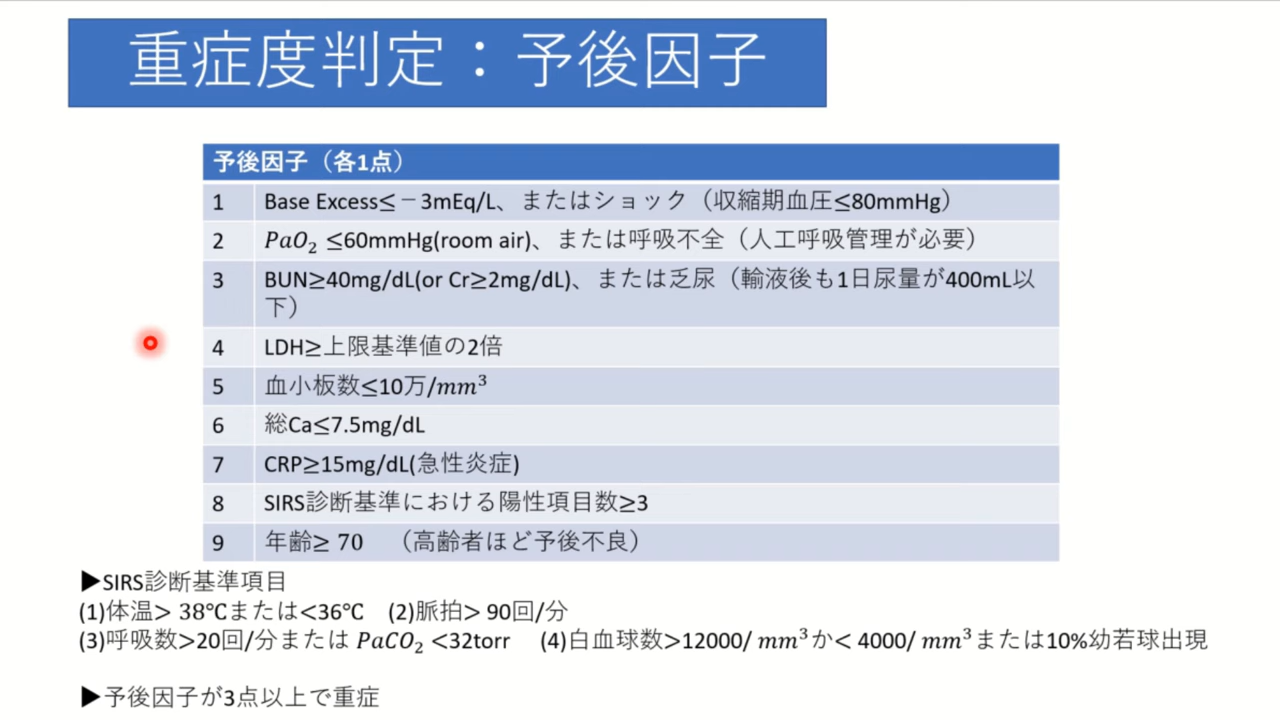 重症度判定：予後因子
予後因子（各1点）
1 Base Excess≤－3mEq/L、またはショック（収縮期血圧≤80mmHg）
2 PaO₂ ≤60mmHg(room air)、または呼吸不全（人工呼吸管理が必要）
3 BUN≥40mg/dL(or Cr≥2mg/dL)、または乏尿（輸液後も1日尿量が400mL以
下）
4 LDH≥上限基準値の2倍
5 血小板数≤10万/mm³
6 総Ca≤7.5mg/dL
7 CRP≥15mg/dL(急性炎症)
8 SIRS診断基準における陽性項目数≥3
9 年齢≥ 70 （高齢者ほど予後不良）
▶SIRS診断基準項目
(1)体温> 38℃または<36℃ (2)脈拍> 90回/分
(3)呼吸数>20回/分または PaCO₂ <32torr (4)白血球数>12000/ mm³か< 4000/ mm³または10%幼若球出現
▶予後因子が3点以上で重症